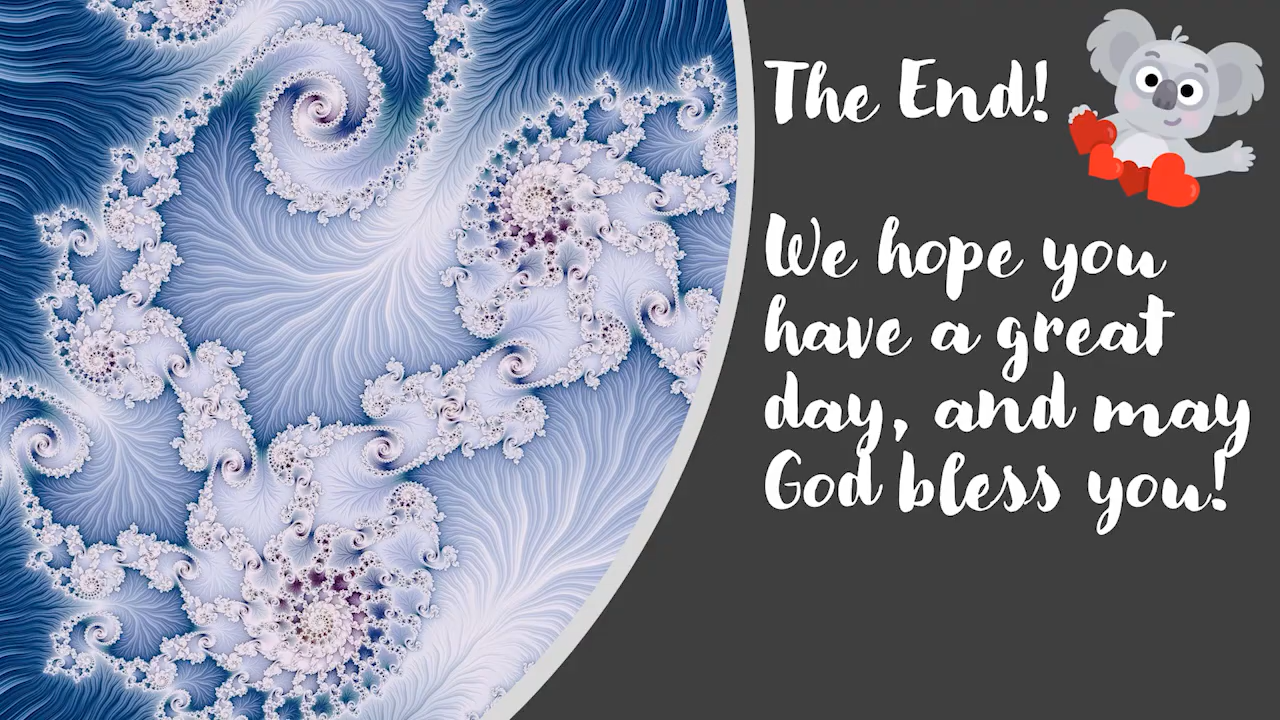 The End!
We hope you
have a great
day, and may
God bless you!